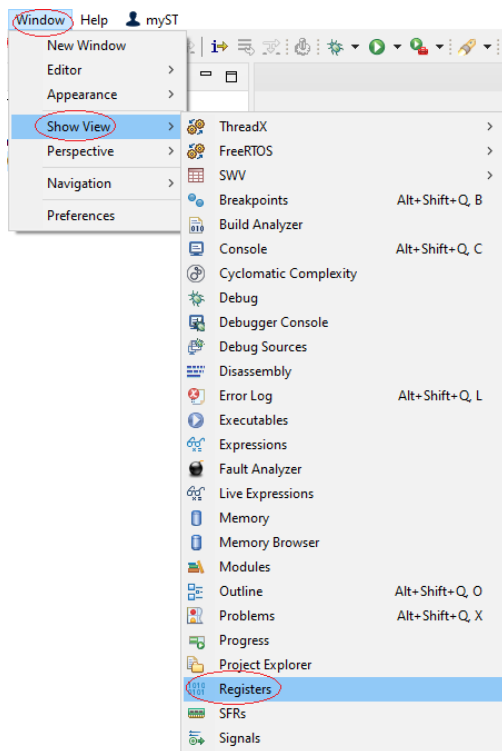 Window Help myST
New Window
Editor
Appearance
Show View
Perspective
Navigation
Preferences
ThreadX
FreeRTOS
SWV
Breakpoints Alt+Shift+Q, B
Build Analyzer
Console Alt+Shift+Q, C
Cyclomatic Complexity
Debug
Debugger Console
Debug Sources
Disassembly
Error Log Alt+Shift+Q, L
Executables
Expressions
Fault Analyzer
Live Expressions
Memory
Memory Browser
Modules
Outline Alt+Shift+Q, O
Problems Alt+Shift+Q, X
Progress
Project Explorer
Registers
SFRs
Signals